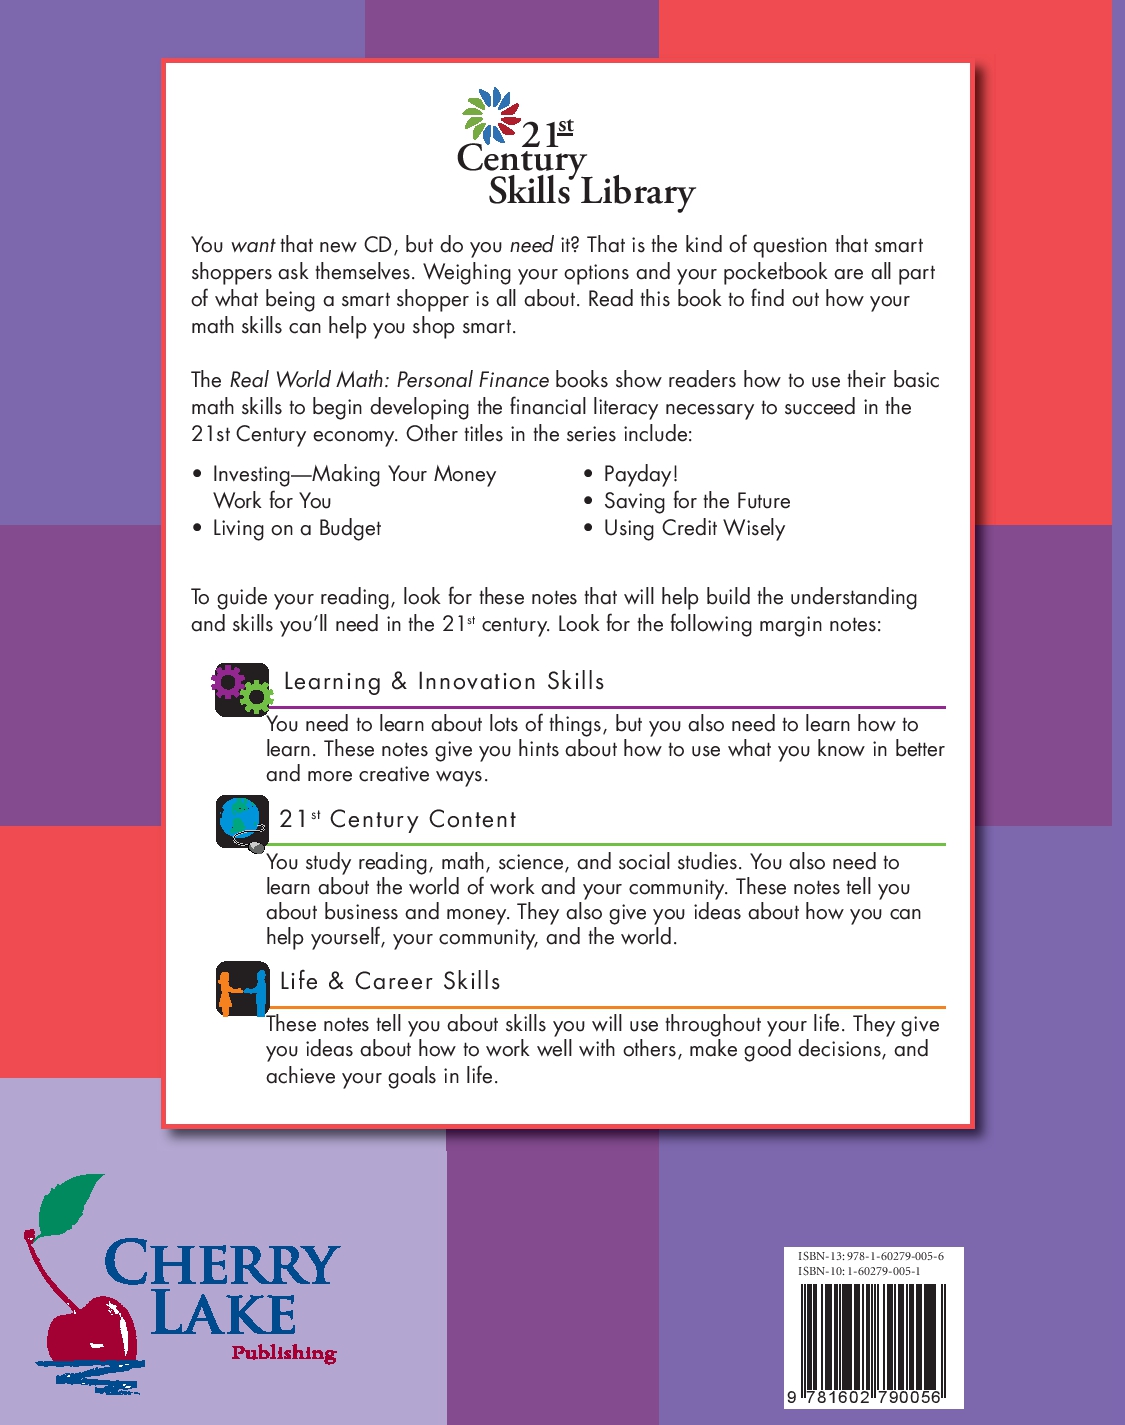 21st
Century
Skills Library
You want that new CD, but do you need it? That is the kind of question that smart
shoppers ask themselves. Weighing your options and your pocketbook are all part
of what being a smart shopper is all about. Read this book to find out how your
math skills can help you shop smart.
The Real World Math: Personal Finance books show readers how to use their basic
math skills to begin developing the financial literacy necessary to succeed in the
21st Century economy. Other titles in the series include:
• Investing—Making Your Money
Work for You
• Living on a Budget
• Payday!
• Saving for the Future
• Using Credit Wisely
To guide your reading, look for these notes that will help build the understanding
and skills you’ll need in the 21st century. Look for the following margin notes:
Learning & Innovation Skills
You need to learn about lots of things, but you also need to learn how to
learn. These notes give you hints about how to use what you know in better
and more creative ways.
21st Century Content
You study reading, math, science, and social studies. You also need to
learn about the world of work and your community. These notes tell you
about business and money. They also give you ideas about how you can
help yourself, your community, and the world.
Life & Career Skills
These notes tell you about skills you will use throughout your life. They give
you ideas about how to work well with others, make good decisions, and
achieve your goals in life.
CHERRY
LAKE
Publishing
ISBN-13: 978-1-60279-005-6
ISBN-10: 1-60279-005-1
9 781602 790056